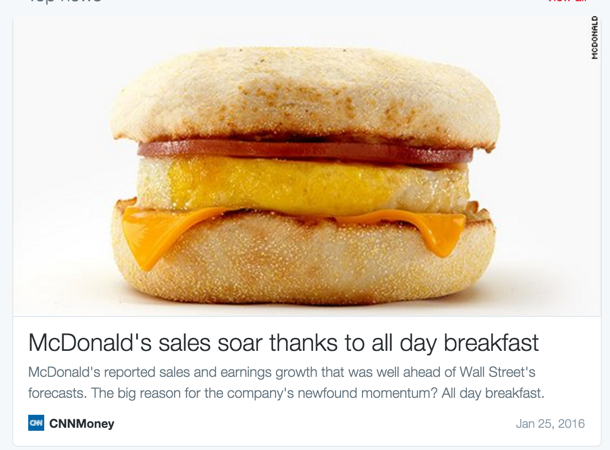 Top news
View all
MCDONALD
McDonald's sales soar thanks to all day breakfast
McDonald's reported sales and earnings growth that was well ahead of Wall Street's
forecasts. The big reason for the company's newfound momentum? All day breakfast.
CNN CNNMoney
Jan 25, 2016